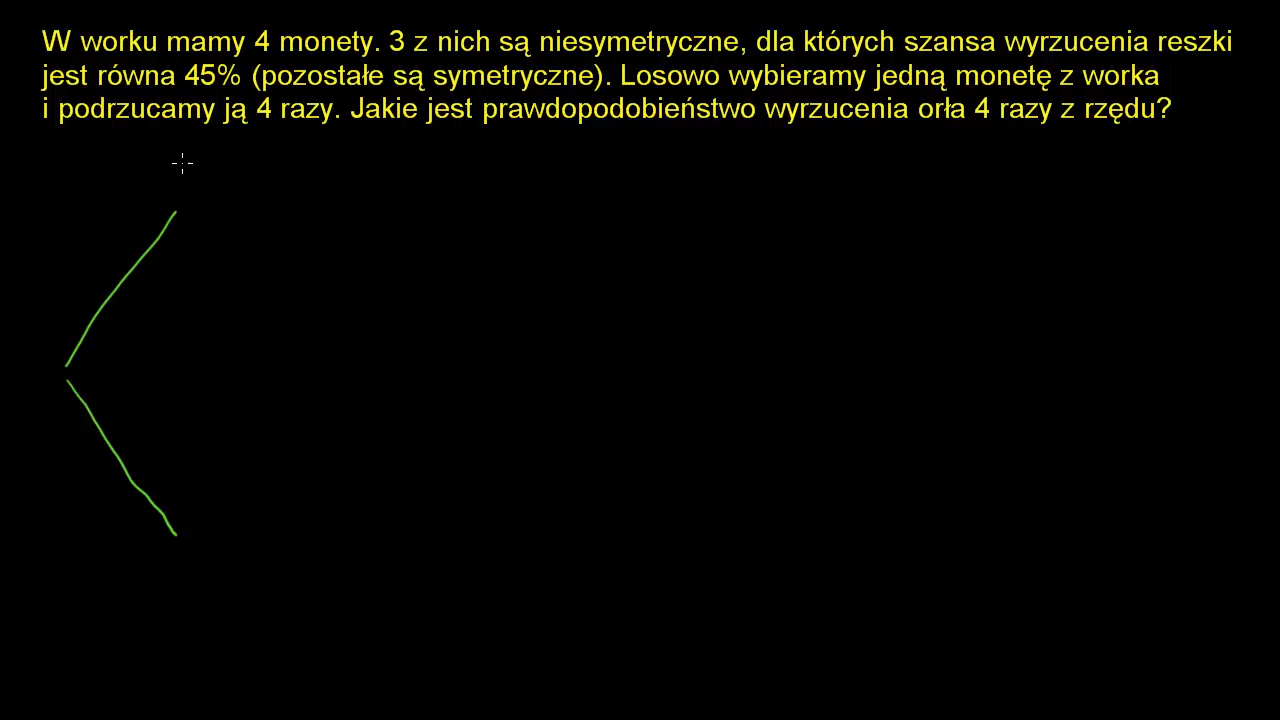 W worku mamy 4 monety. 3 z nich są niesymetryczne, dla których szansa wyrzucenia reszki
jest równa 45% (pozostałe są symetryczne). Losowo wybieramy jedną monetę z worka
i podrzucamy ją 4 razy. Jakie jest prawdopodobieństwo wyrzucenia orła 4 razy z rzędu?